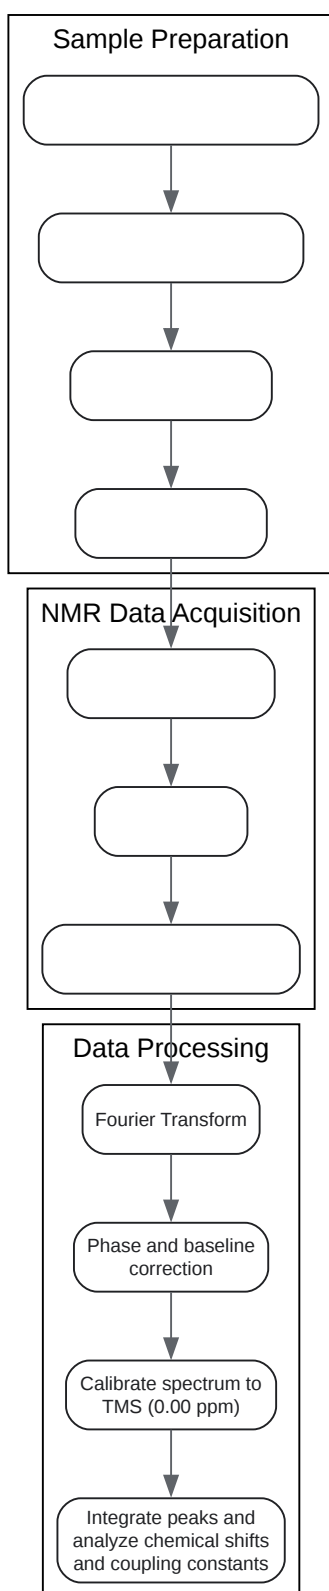 Sample Preparation
NMR Data Acquisition
Data Processing
Fourier Transform
Phase and baseline
correction
Calibrate spectrum to
TMS (0.00 ppm)
Integrate peaks and
analyze chemical shifts
and coupling constants